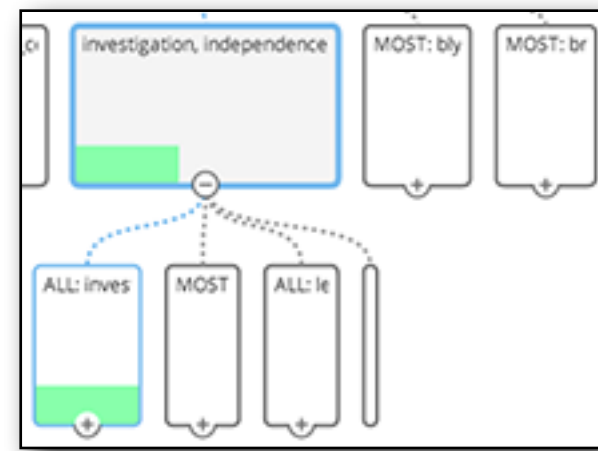 investigation, independence
MOST: bly
MOST: br
ALL: inves
MOST
ALL: le